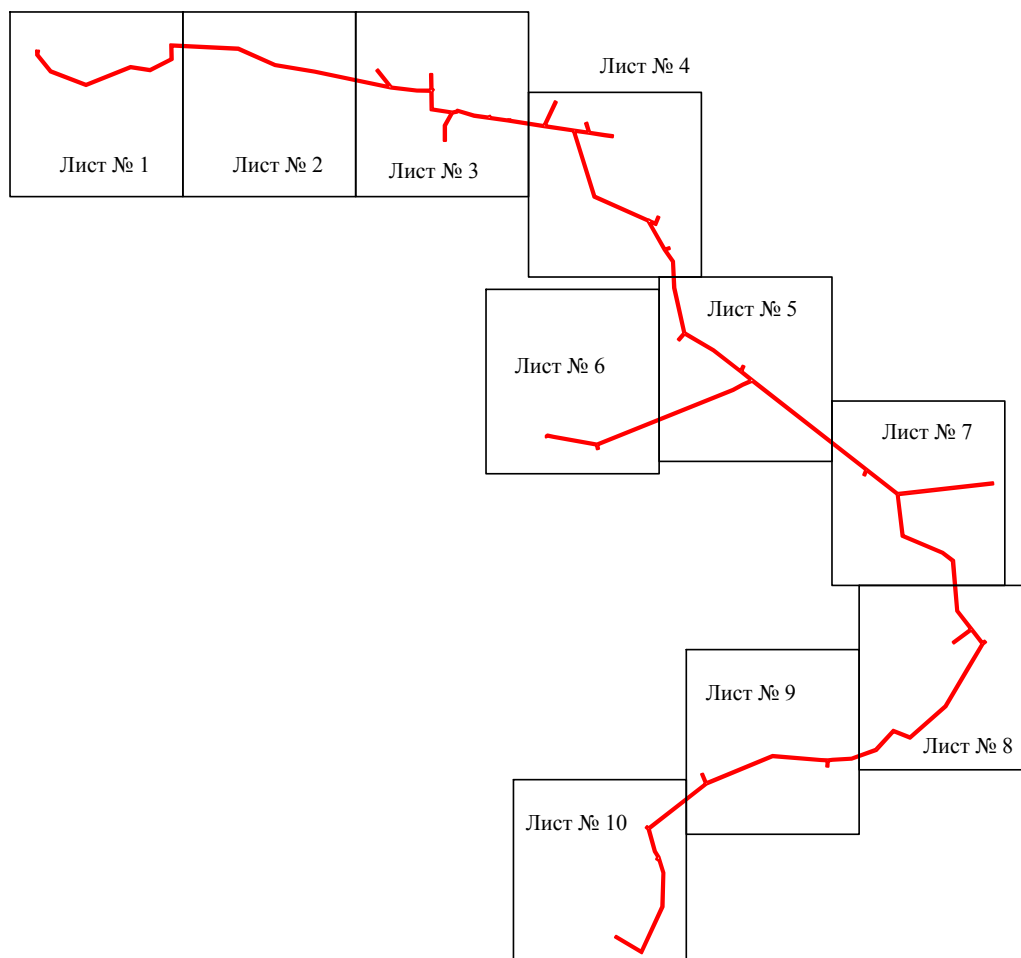 Лист № 1
Лист № 2
Лист № 3
Лист № 4
Лист № 5
Лист № 6
Лист № 7
Лист № 8
Лист № 9
Лист № 10